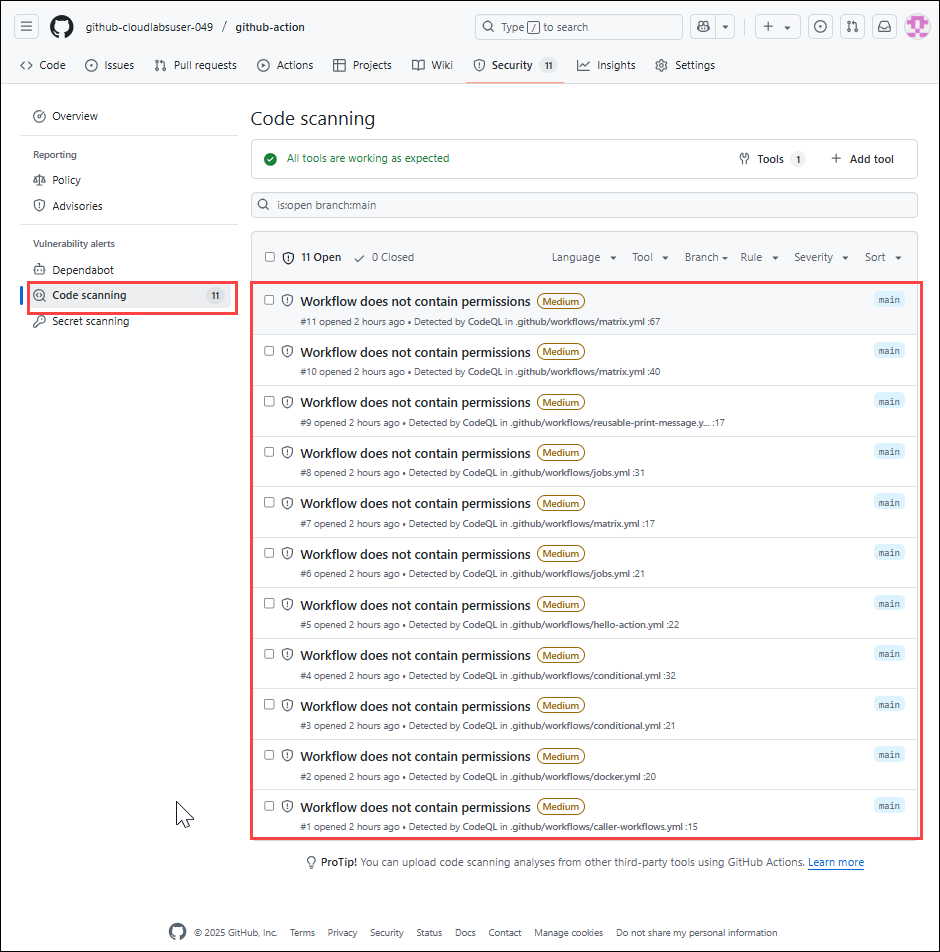 github-cloudlabsuser-049 / github-action
Type / to search
Code
Issues
Pull requests
Actions
Projects
Wiki
Security 11
Insights
Settings
Overview
Reporting
Policy
Advisories
Vulnerability alerts
Dependabot
Code scanning 11
Secret scanning
Code scanning
All tools are working as expected
Tools 1
Add tool
is:open branch:main
11 Open
0 Closed
Language
Tool
Branch
Rule
Severity
Sort
Workflow does not contain permissions Medium main
#11 opened 2 hours ago • Detected by CodeQL in .github/workflows/matrix.yml :67
Workflow does not contain permissions Medium main
#10 opened 2 hours ago • Detected by CodeQL in .github/workflows/matrix.yml :40
Workflow does not contain permissions Medium main
#9 opened 2 hours ago • Detected by CodeQL in .github/workflows/reusable-print-message.y... :17
Workflow does not contain permissions Medium main
#8 opened 2 hours ago • Detected by CodeQL in .github/workflows/jobs.yml :31
Workflow does not contain permissions Medium main
#7 opened 2 hours ago • Detected by CodeQL in .github/workflows/matrix.yml :17
Workflow does not contain permissions Medium main
#6 opened 2 hours ago • Detected by CodeQL in .github/workflows/jobs.yml :21
Workflow does not contain permissions Medium main
#5 opened 2 hours ago • Detected by CodeQL in .github/workflows/hello-action.yml :22
Workflow does not contain permissions Medium main
#4 opened 2 hours ago • Detected by CodeQL in .github/workflows/conditional.yml :32
Workflow does not contain permissions Medium main
#3 opened 2 hours ago • Detected by CodeQL in .github/workflows/conditional.yml :21
Workflow does not contain permissions Medium main
#2 opened 2 hours ago • Detected by CodeQL in .github/workflows/docker.yml :20
Workflow does not contain permissions Medium main
#1 opened 2 hours ago • Detected by CodeQL in .github/workflows/caller-workflows.yml :15
ProTip! You can upload code scanning analyses from other third-party tools using GitHub Actions. Learn more
© 2025 GitHub, Inc. Terms Privacy Security Status Docs Contact Manage cookies Do not share my personal information